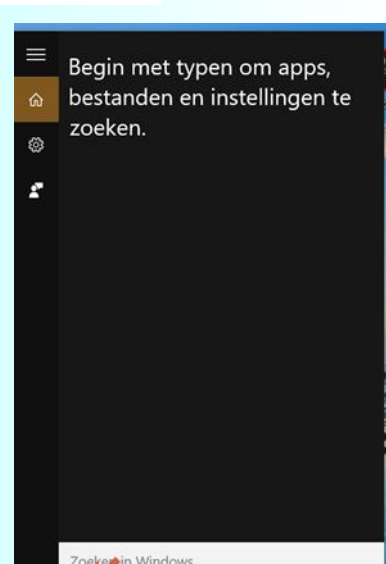 Begin met typen om apps,
bestanden en instellingen te
zoeken.
Zoeken in Windows